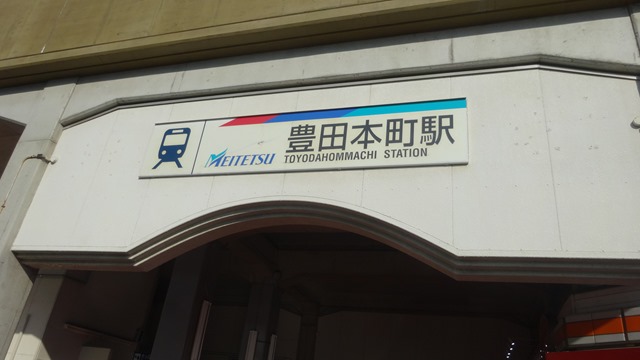 MEITETSU
豊田本町駅
TOYODAHOMMACHI STATION